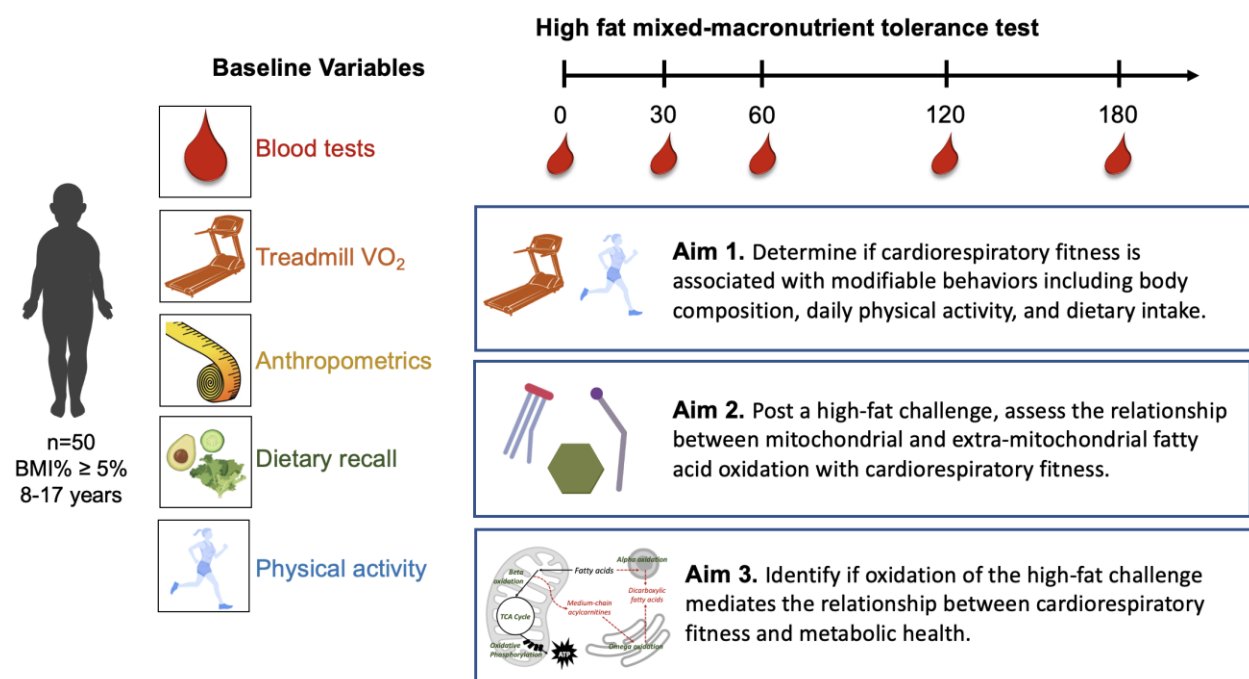 High fat mixed-macronutrient tolerance test
Baseline Variables
0 30 60 120 180
Blood tests
Treadmill VO₂
Anthropometrics
Dietary recall
Physical activity
n=50
BMI% ≥ 5%
8-17 years
Aim 1. Determine if cardiorespiratory fitness is
associated with modifiable behaviors including body
composition, daily physical activity, and dietary intake.
Aim 2. Post a high-fat challenge, assess the relationship
between mitochondrial and extra-mitochondrial fatty
acid oxidation with cardiorespiratory fitness.
Beta
oxidation
Fatty acids
Alpha oxidation
Dicarboxylic
fatty acids
Medium-chain
acylcarnitines
TCA Cycle
Oxidative
Phosphorylation
ATP
Omega oxidation
Aim 3. Identify if oxidation of the high-fat challenge
mediates the relationship between cardiorespiratory
fitness and metabolic health.